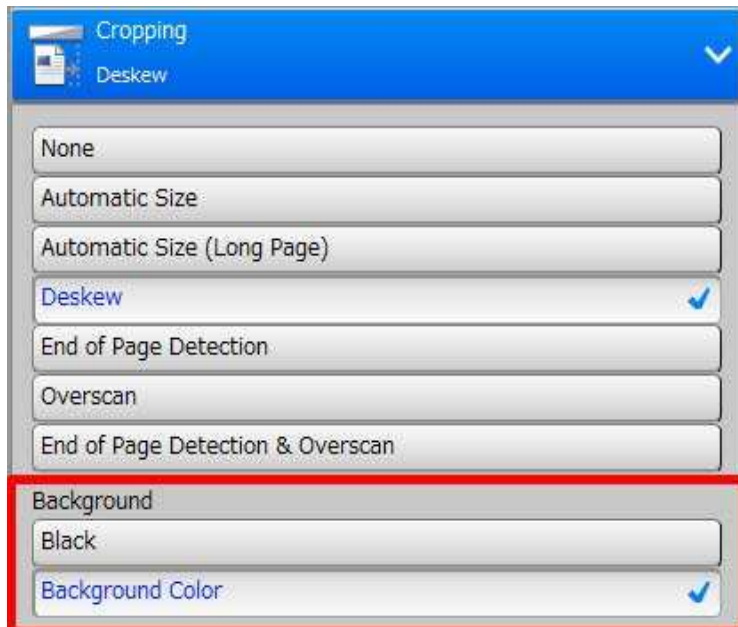 Cropping
Deskew
None
Automatic Size
Automatic Size (Long Page)
Deskew
End of Page Detection
Overscan
End of Page Detection & Overscan
Background
Black
Background Color